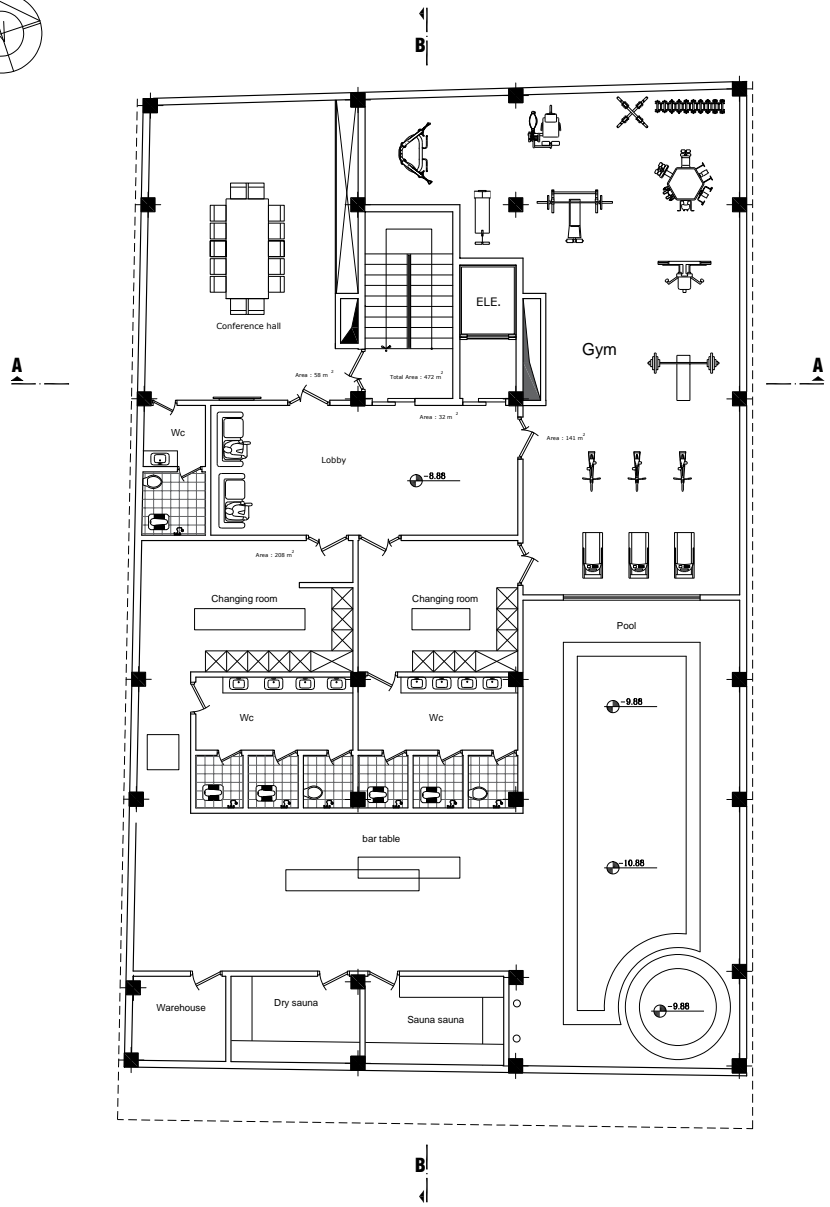 B
Conference hall
ELE.
Gym
A
A
Area : 58 m²
Total Area : 472 m²
Area : 32 m²
Wc
Area : 141 m²
Lobby
-8.88
Area : 208 m²
Changing room
Changing room
Pool
-9.88
Wc
Wc
bar table
-10.88
Warehouse
Dry sauna
Sauna sauna
-9.88
B